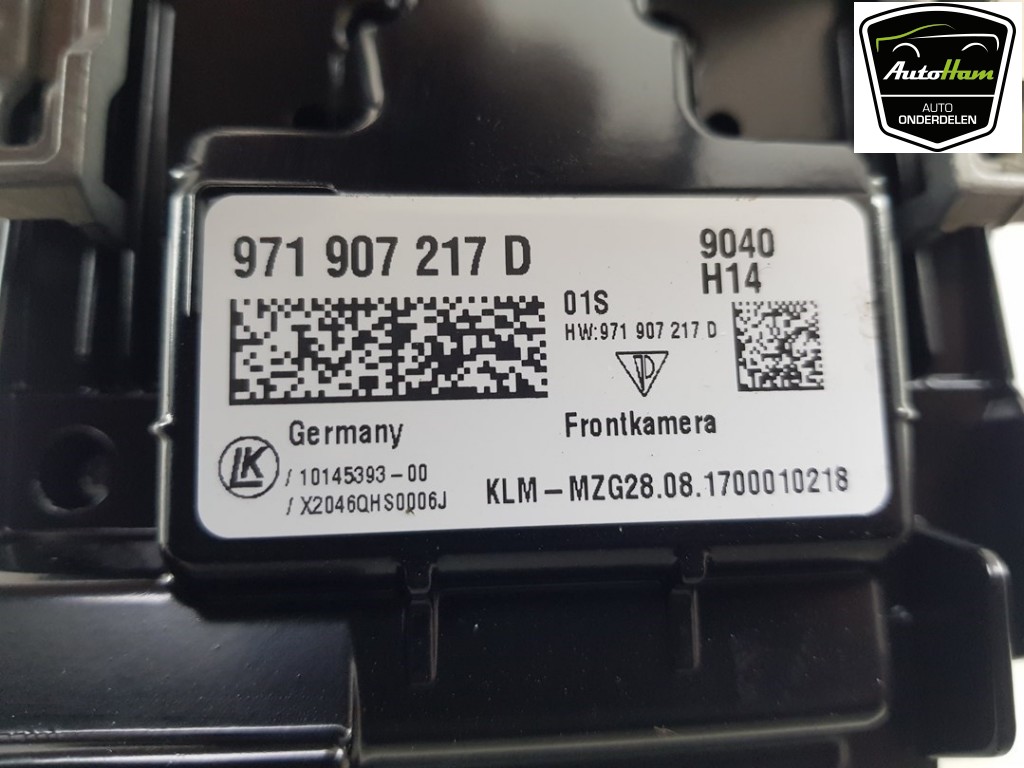 AutoHam
AUTO
ONDERDELEN
971 907 217 D
9040
H14
01S
HW:971 907 217 D
Germany
Frontkamera
LK
/ 10145393-00
/ X2046QHS0006J
KLM-MZG28.08.1700010218